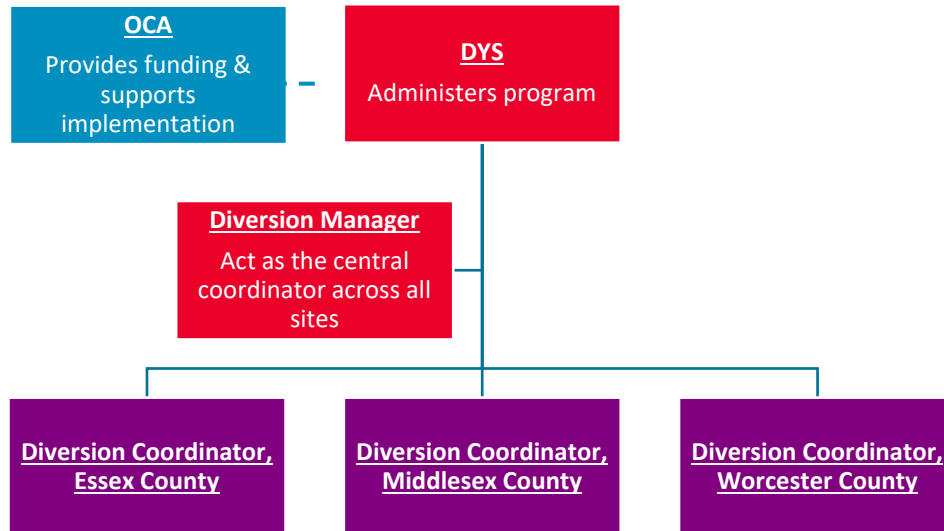 OCA
Provides funding &
supports
implementation
DYS
Administers program
Diversion Manager
Act as the central
coordinator across all
sites
Diversion Coordinator,
Essex County
Diversion Coordinator,
Middlesex County
Diversion Coordinator,
Worcester County